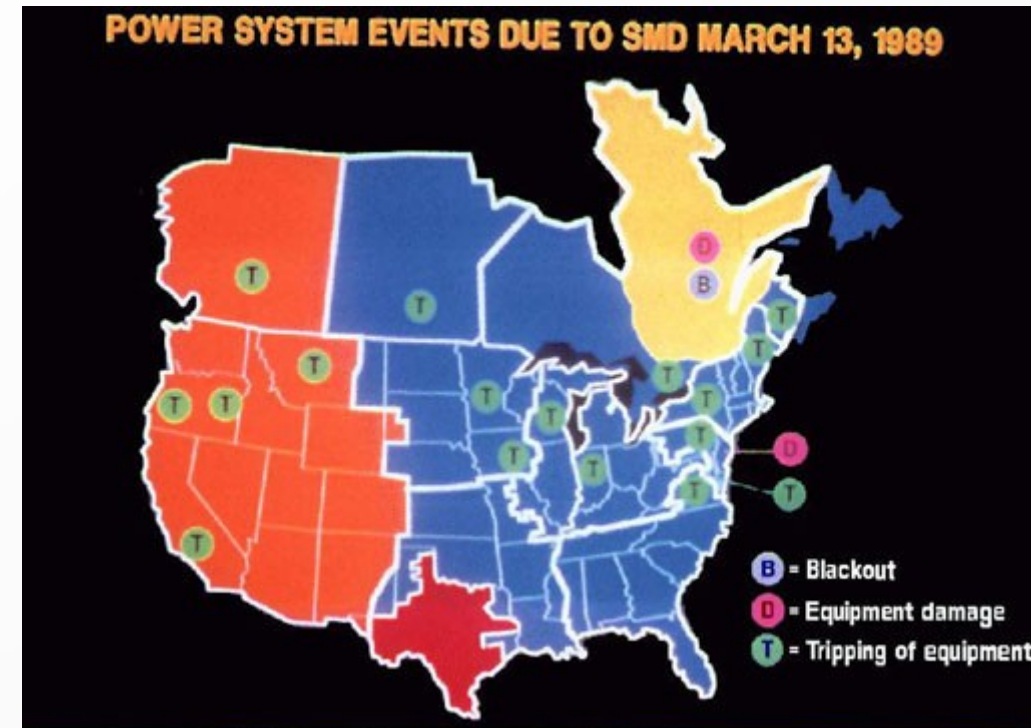 POWER SYSTEM EVENTS DUE TO SMD MARCH 13, 1989
D
B
T
T
T
T
T
T
T
T
T
T
T
T
T
D
T
T
T
T
T
B = Blackout
D = Equipment damage
T = Tripping of equipment